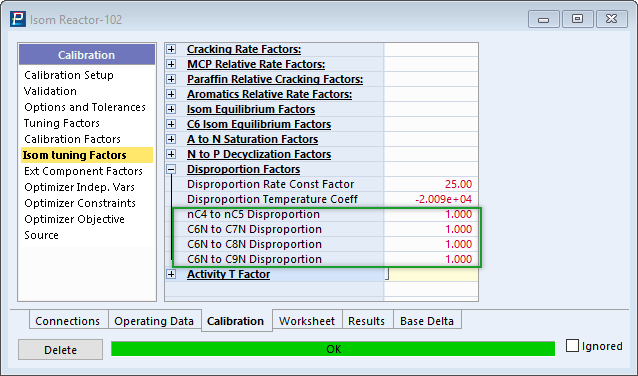 Isom Reactor-102
Calibration
Calibration Setup
Validation
Options and Tolerances
Tuning Factors
Calibration Factors
Isom tuning Factors
Ext Component Factors
Optimizer Indep. Vars
Optimizer Constraints
Optimizer Objective
Source
Cracking Rate Factors:
MCP Relative Rate Factors:
Paraffin Relative Cracking Factors:
Aromatics Relative Rate Factors:
Isom Equilibrium Factors
C6 Isom Equilibrium Factors
A to N Saturation Factors
N to P Decyclization Factors
Disproportion Factors
Disproportion Rate Const Factor 25.00
Disproportion Temperature Coeff -2.009e+04
nC4 to nC5 Disproportion 1.000
C6N to C7N Disproportion 1.000
C6N to C8N Disproportion 1.000
C6N to C9N Disproportion 1.000
Activity T Factor
Connections Operating Data Calibration Worksheet Results Base Delta
Delete OK Ignored